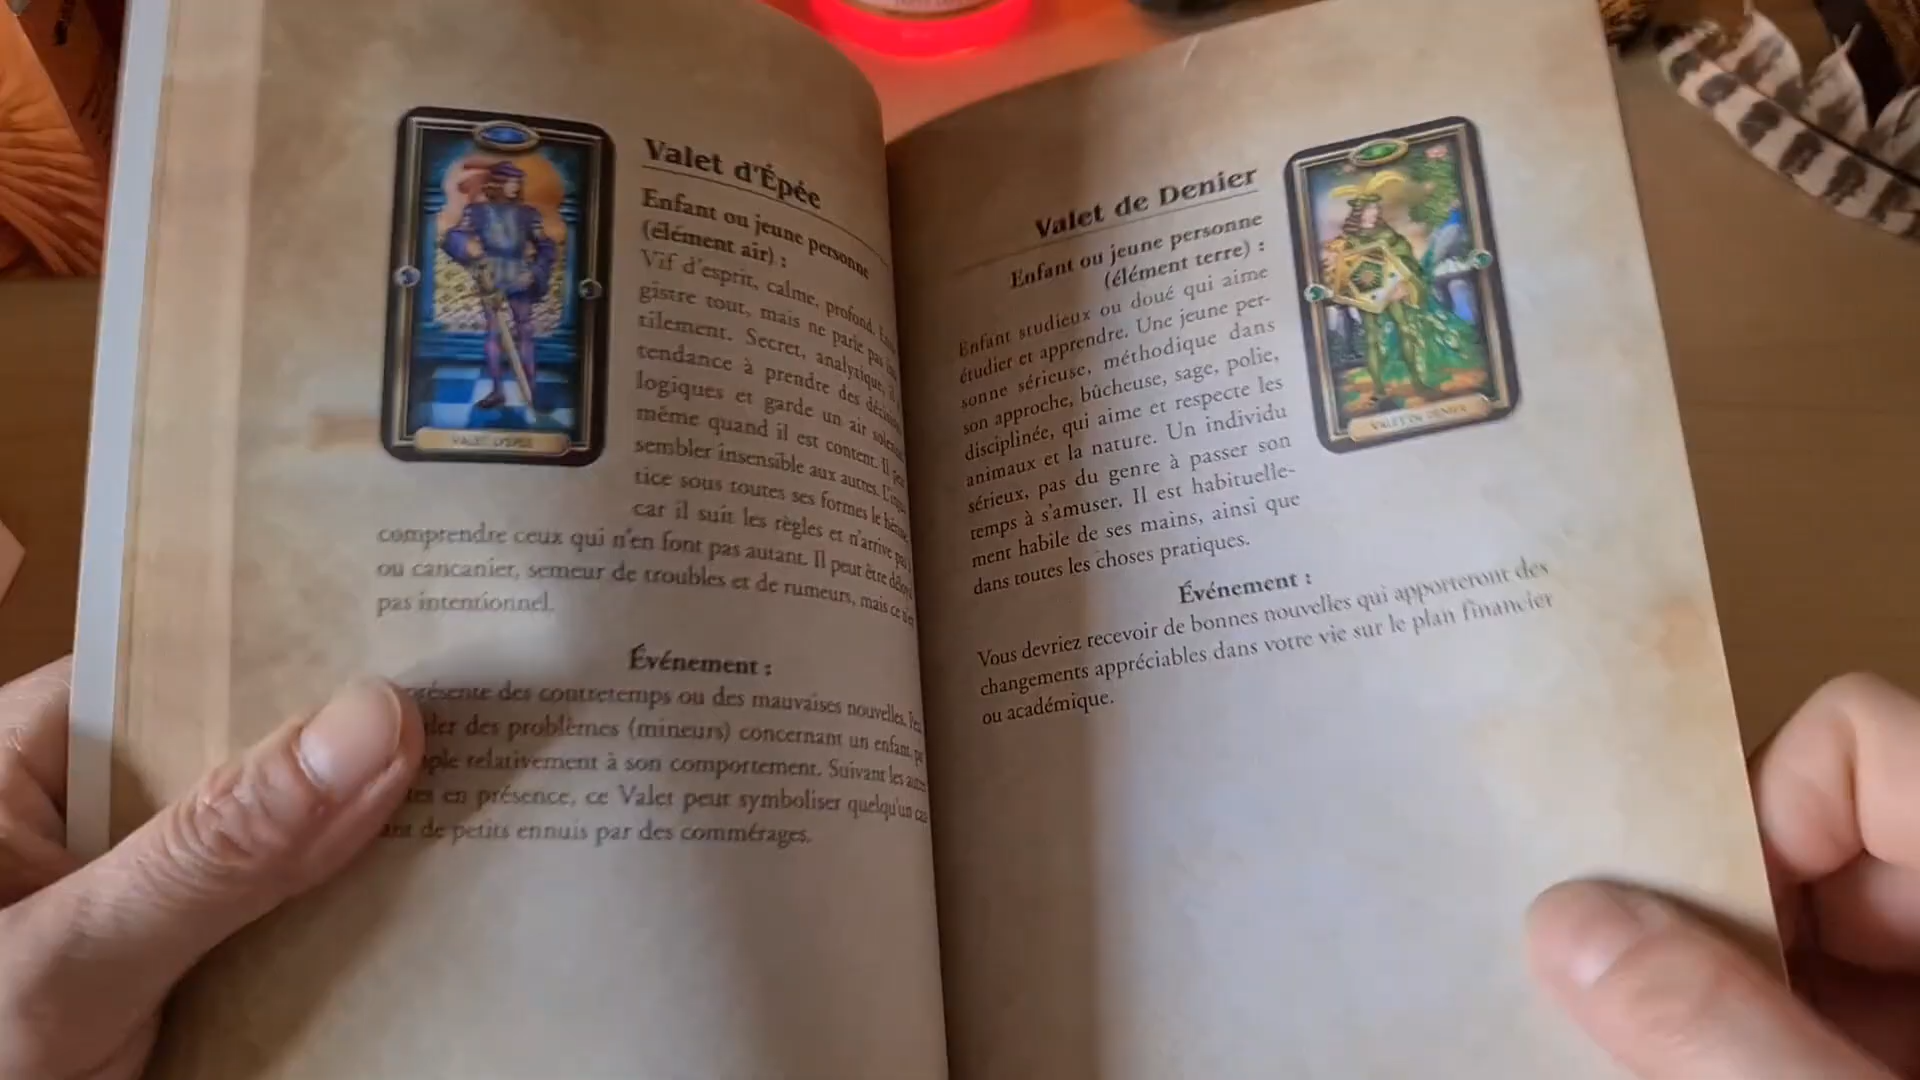 VALET D'ÉPÉE
Valet d'Épée
Enfant ou jeune personne
(élément air) :
Vif d'esprit, calme, profond.
gistre tout, mais ne parle pas
tilement. Secret, analytique, il
tendance à prendre des
logiques et garde un air
même quand il est content. Il
sembler insensible aux autres.
tice sous toutes ses formes le
car il suit les règles et n'arrive
comprendre ceux qui n'en font pas autant. Il peut être
ou cancanier, semeur de troubles et de rumeurs, mais ce
pas intentionnel.
Événement :
des contretemps ou des mauvaises nouvelles.
des problèmes (mineurs) concernant un enfant,
relativement à son comportement. Suivant les
en présence, ce Valet peut symboliser quelqu'un
de petits ennuis par des commérages.
Valet de Denier
Enfant ou jeune personne
(élément terre) :
Enfant studieux ou doué qui aime
étudier et apprendre. Une jeune per-
sonne sérieuse, méthodique dans
son approche, bûcheuse, sage, polie,
disciplinée, qui aime et respecte les
animaux et la nature. Un individu
sérieux, pas du genre à passer son
temps à s'amuser. Il est habituelle-
ment habile de ses mains, ainsi que
dans toutes les choses pratiques.
VALET DE DENIER
Événement :
Vous devriez recevoir de bonnes nouvelles qui apporteront des
changements appréciables dans votre vie sur le plan financier
ou académique.